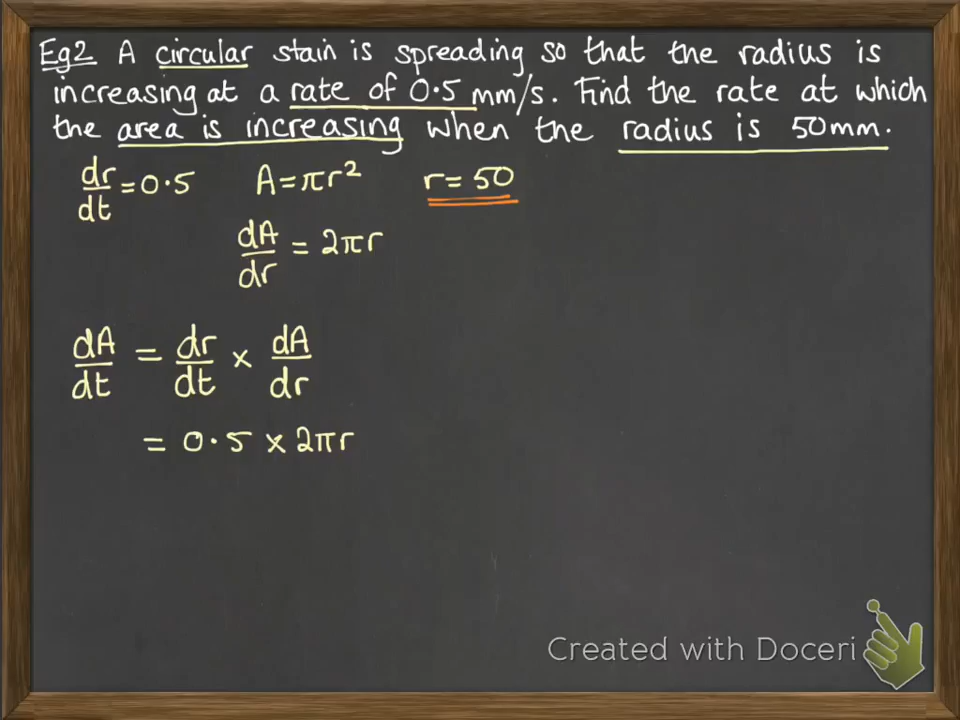 Eg2 A circular stain is spreading so that the radius is
increasing at a rate of 0.5 mm/s. Find the rate at which
the area is increasing when the radius is 50mm.
dr/dt = 0.5 A = πr² r = 50
dA/dr = 2πr
dA/dt = dr/dt × dA/dr
= 0.5 × 2πr
Created with Doceri